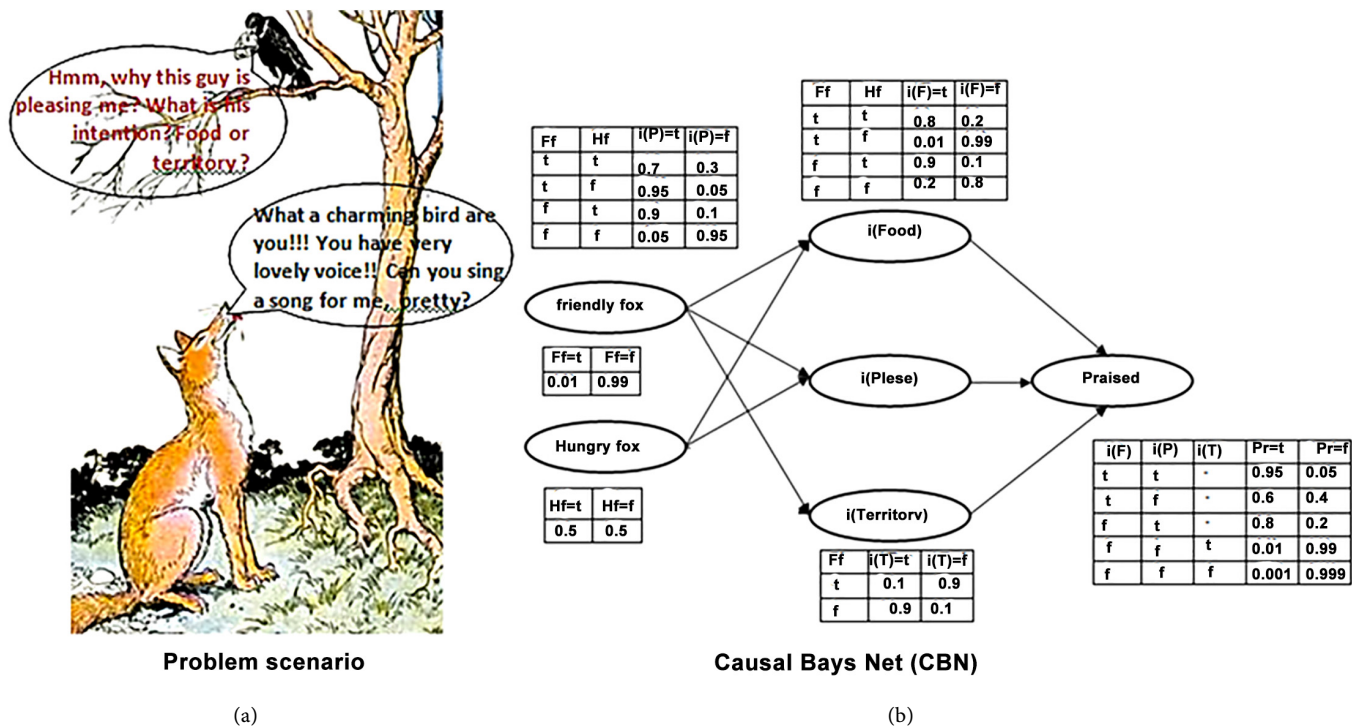 Hmm, why this guy is
pleasing me? What is his
intention? Food or
territory?
What a charming bird are
you!!! You have very
lovely voice!! Can you sing
a song for me, pretty?
Problem scenario
(a)
Ff Hf i(F)=t i(F)=f
t t 0.8 0.2
t f 0.01 0.99
f t 0.9 0.1
f f 0.2 0.8
Ff Hf i(P)=t i(P)=f
t t 0.7 0.3
t f 0.95 0.05
f t 0.9 0.1
f f 0.05 0.95
i(Food)
friendly fox
Ff=t Ff=f
0.01 0.99
i(Plese)
Praised
Hungry fox
Hf=t Hf=f
0.5 0.5
i(Territorv)
Ff i(T)=t i(T)=f
t 0.1 0.9
f 0.9 0.1
i(F) i(P) i(T) Pr=t Pr=f
t t * 0.95 0.05
t f * 0.6 0.4
f t * 0.8 0.2
f f t 0.01 0.99
f f f 0.001 0.999
Causal Bays Net (CBN)
(b)